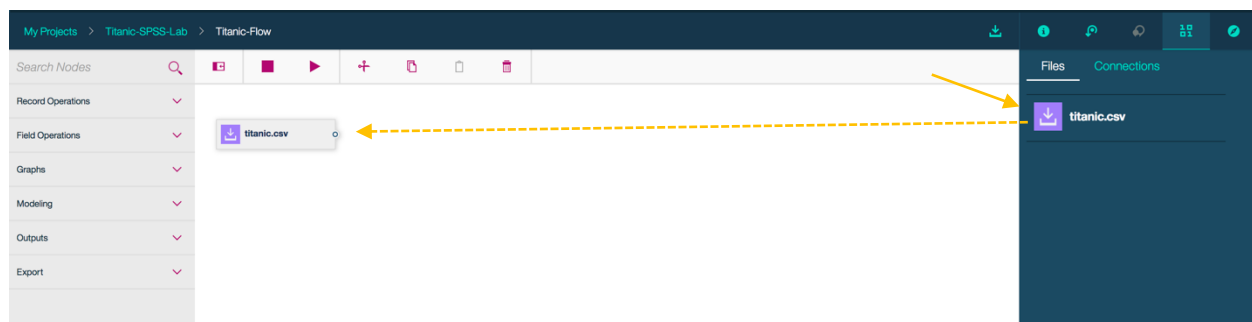 My Projects > Titanic-SPSS-Lab > Titanic-Flow
Search Nodes
Files Connections
Record Operations
titanic.csv
titanic.csv
Field Operations
Graphs
Modeling
Outputs
Export